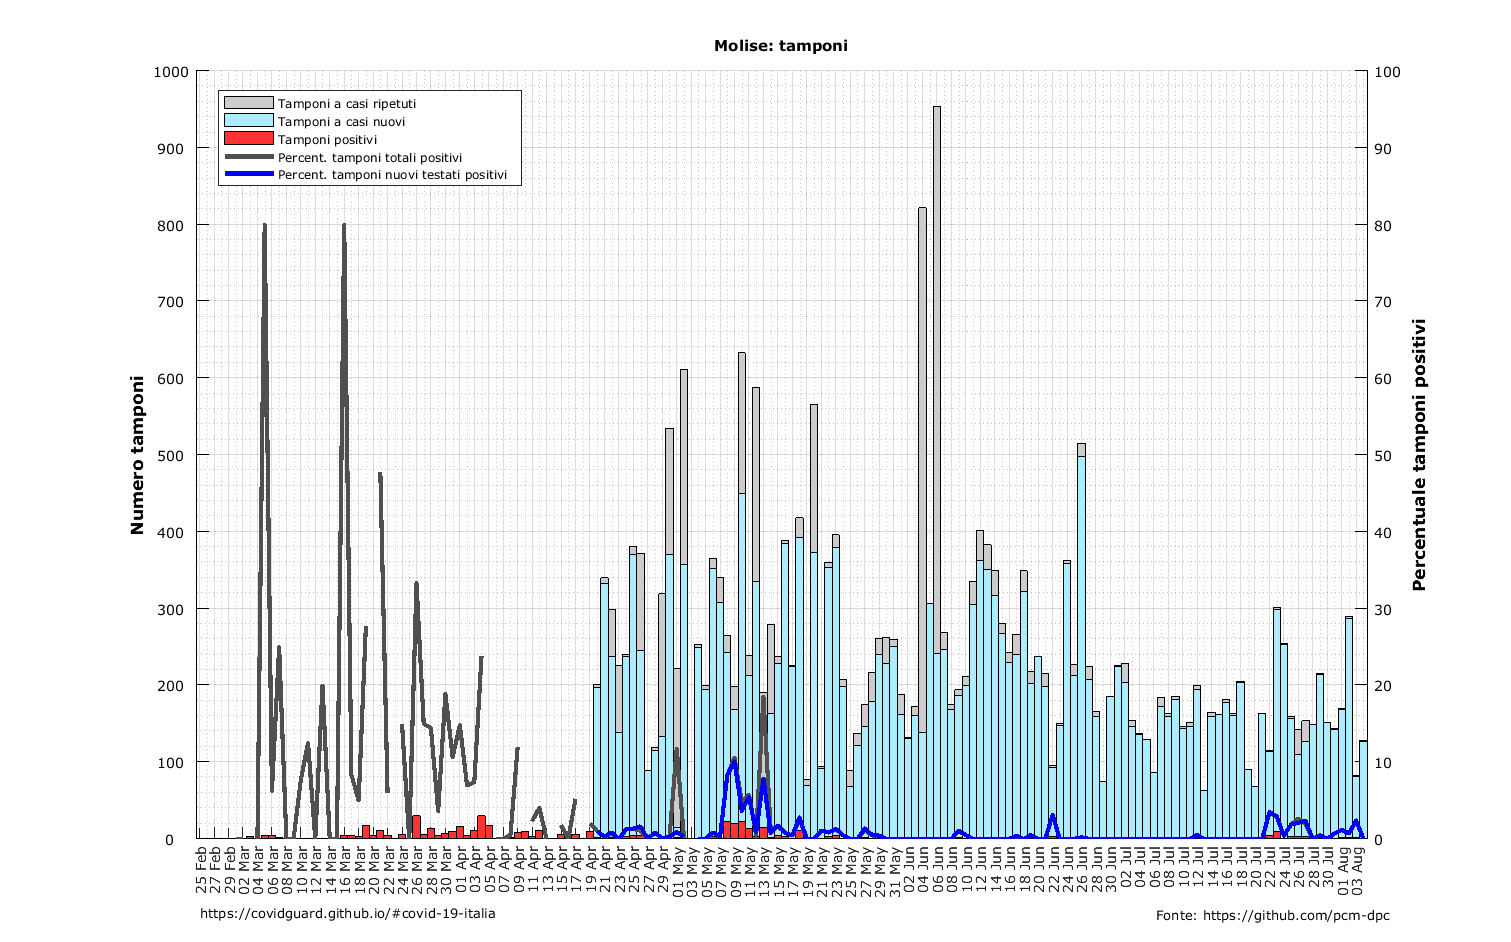 Molise: tamponi
1000
900
800
700
600
500
400
300
200
100
0
Numero tamponi
Tamponi a casi ripetuti
Tamponi a casi nuovi
Tamponi positivi
Percent. tamponi totali positivi
Percent. tamponi nuovi testati positivi
100
90
80
70
60
50
40
30
20
10
0
Percentuale tamponi positivi
25 Feb
27 Feb
29 Feb
02 Mar
04 Mar
06 Mar
08 Mar
10 Mar
12 Mar
14 Mar
16 Mar
18 Mar
20 Mar
22 Mar
24 Mar
26 Mar
28 Mar
30 Mar
01 Apr
03 Apr
05 Apr
07 Apr
09 Apr
11 Apr
13 Apr
15 Apr
17 Apr
19 Apr
21 Apr
23 Apr
25 Apr
27 Apr
29 Apr
01 May
03 May
05 May
07 May
09 May
11 May
13 May
15 May
17 May
19 May
21 May
23 May
25 May
27 May
29 May
31 May
02 Jun
04 Jun
06 Jun
08 Jun
10 Jun
12 Jun
14 Jun
16 Jun
18 Jun
20 Jun
22 Jun
24 Jun
26 Jun
28 Jun
30 Jun
02 Jul
04 Jul
06 Jul
08 Jul
10 Jul
12 Jul
14 Jul
16 Jul
18 Jul
20 Jul
22 Jul
24 Jul
26 Jul
28 Jul
30 Jul
01 Aug
03 Aug
https://covidguard.github.io/#covid-19-italia
Fonte: https://github.com/pcm-dpc